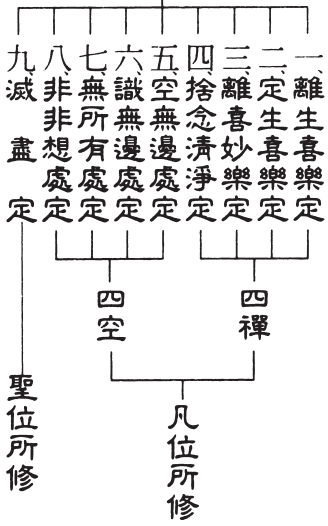 一、離生喜樂定
二、定生喜樂定
三、離喜妙樂定
四、捨念清淨定
五、空無邊處定
六、識無邊處定
七、無所有處定
八、非非想處定
九、滅盡定
四禪
四空
凡位所修
聖位所修